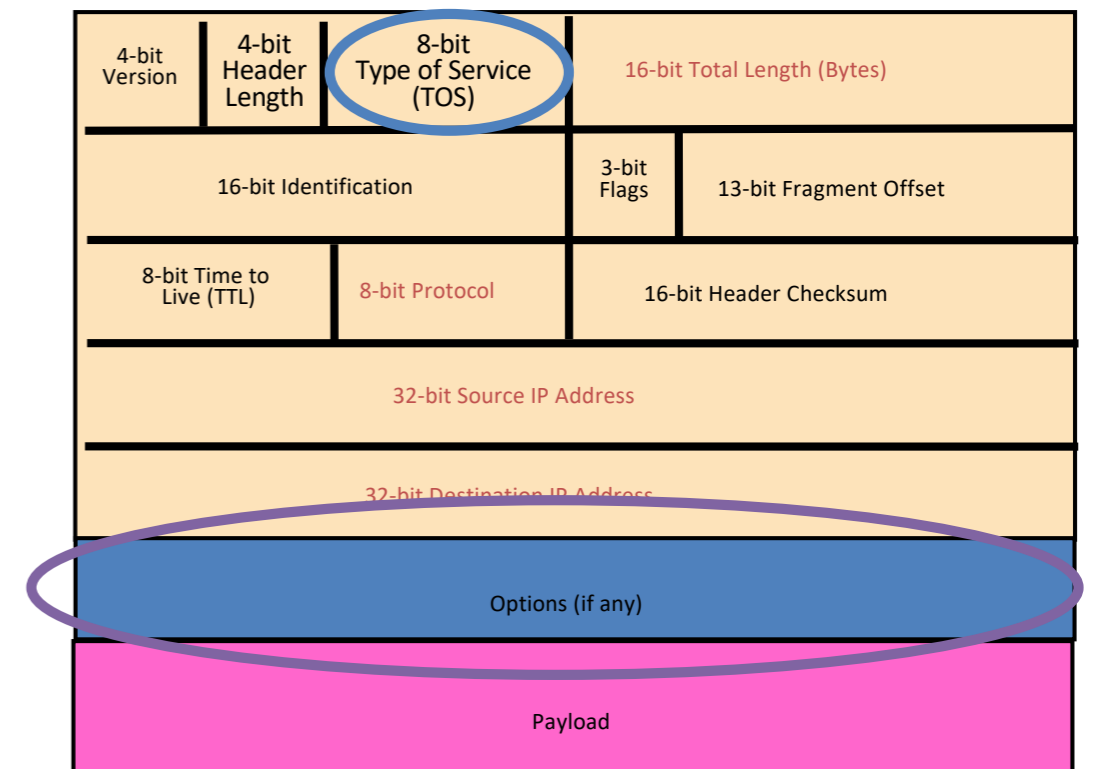 4-bit
Version
4-bit
Header
Length
8-bit
Type of Service
(TOS)
16-bit Total Length (Bytes)
16-bit Identification
3-bit
Flags
13-bit Fragment Offset
8-bit Time to
Live (TTL)
8-bit Protocol
16-bit Header Checksum
32-bit Source IP Address
32-bit Destination IP Address
Options (if any)
Payload